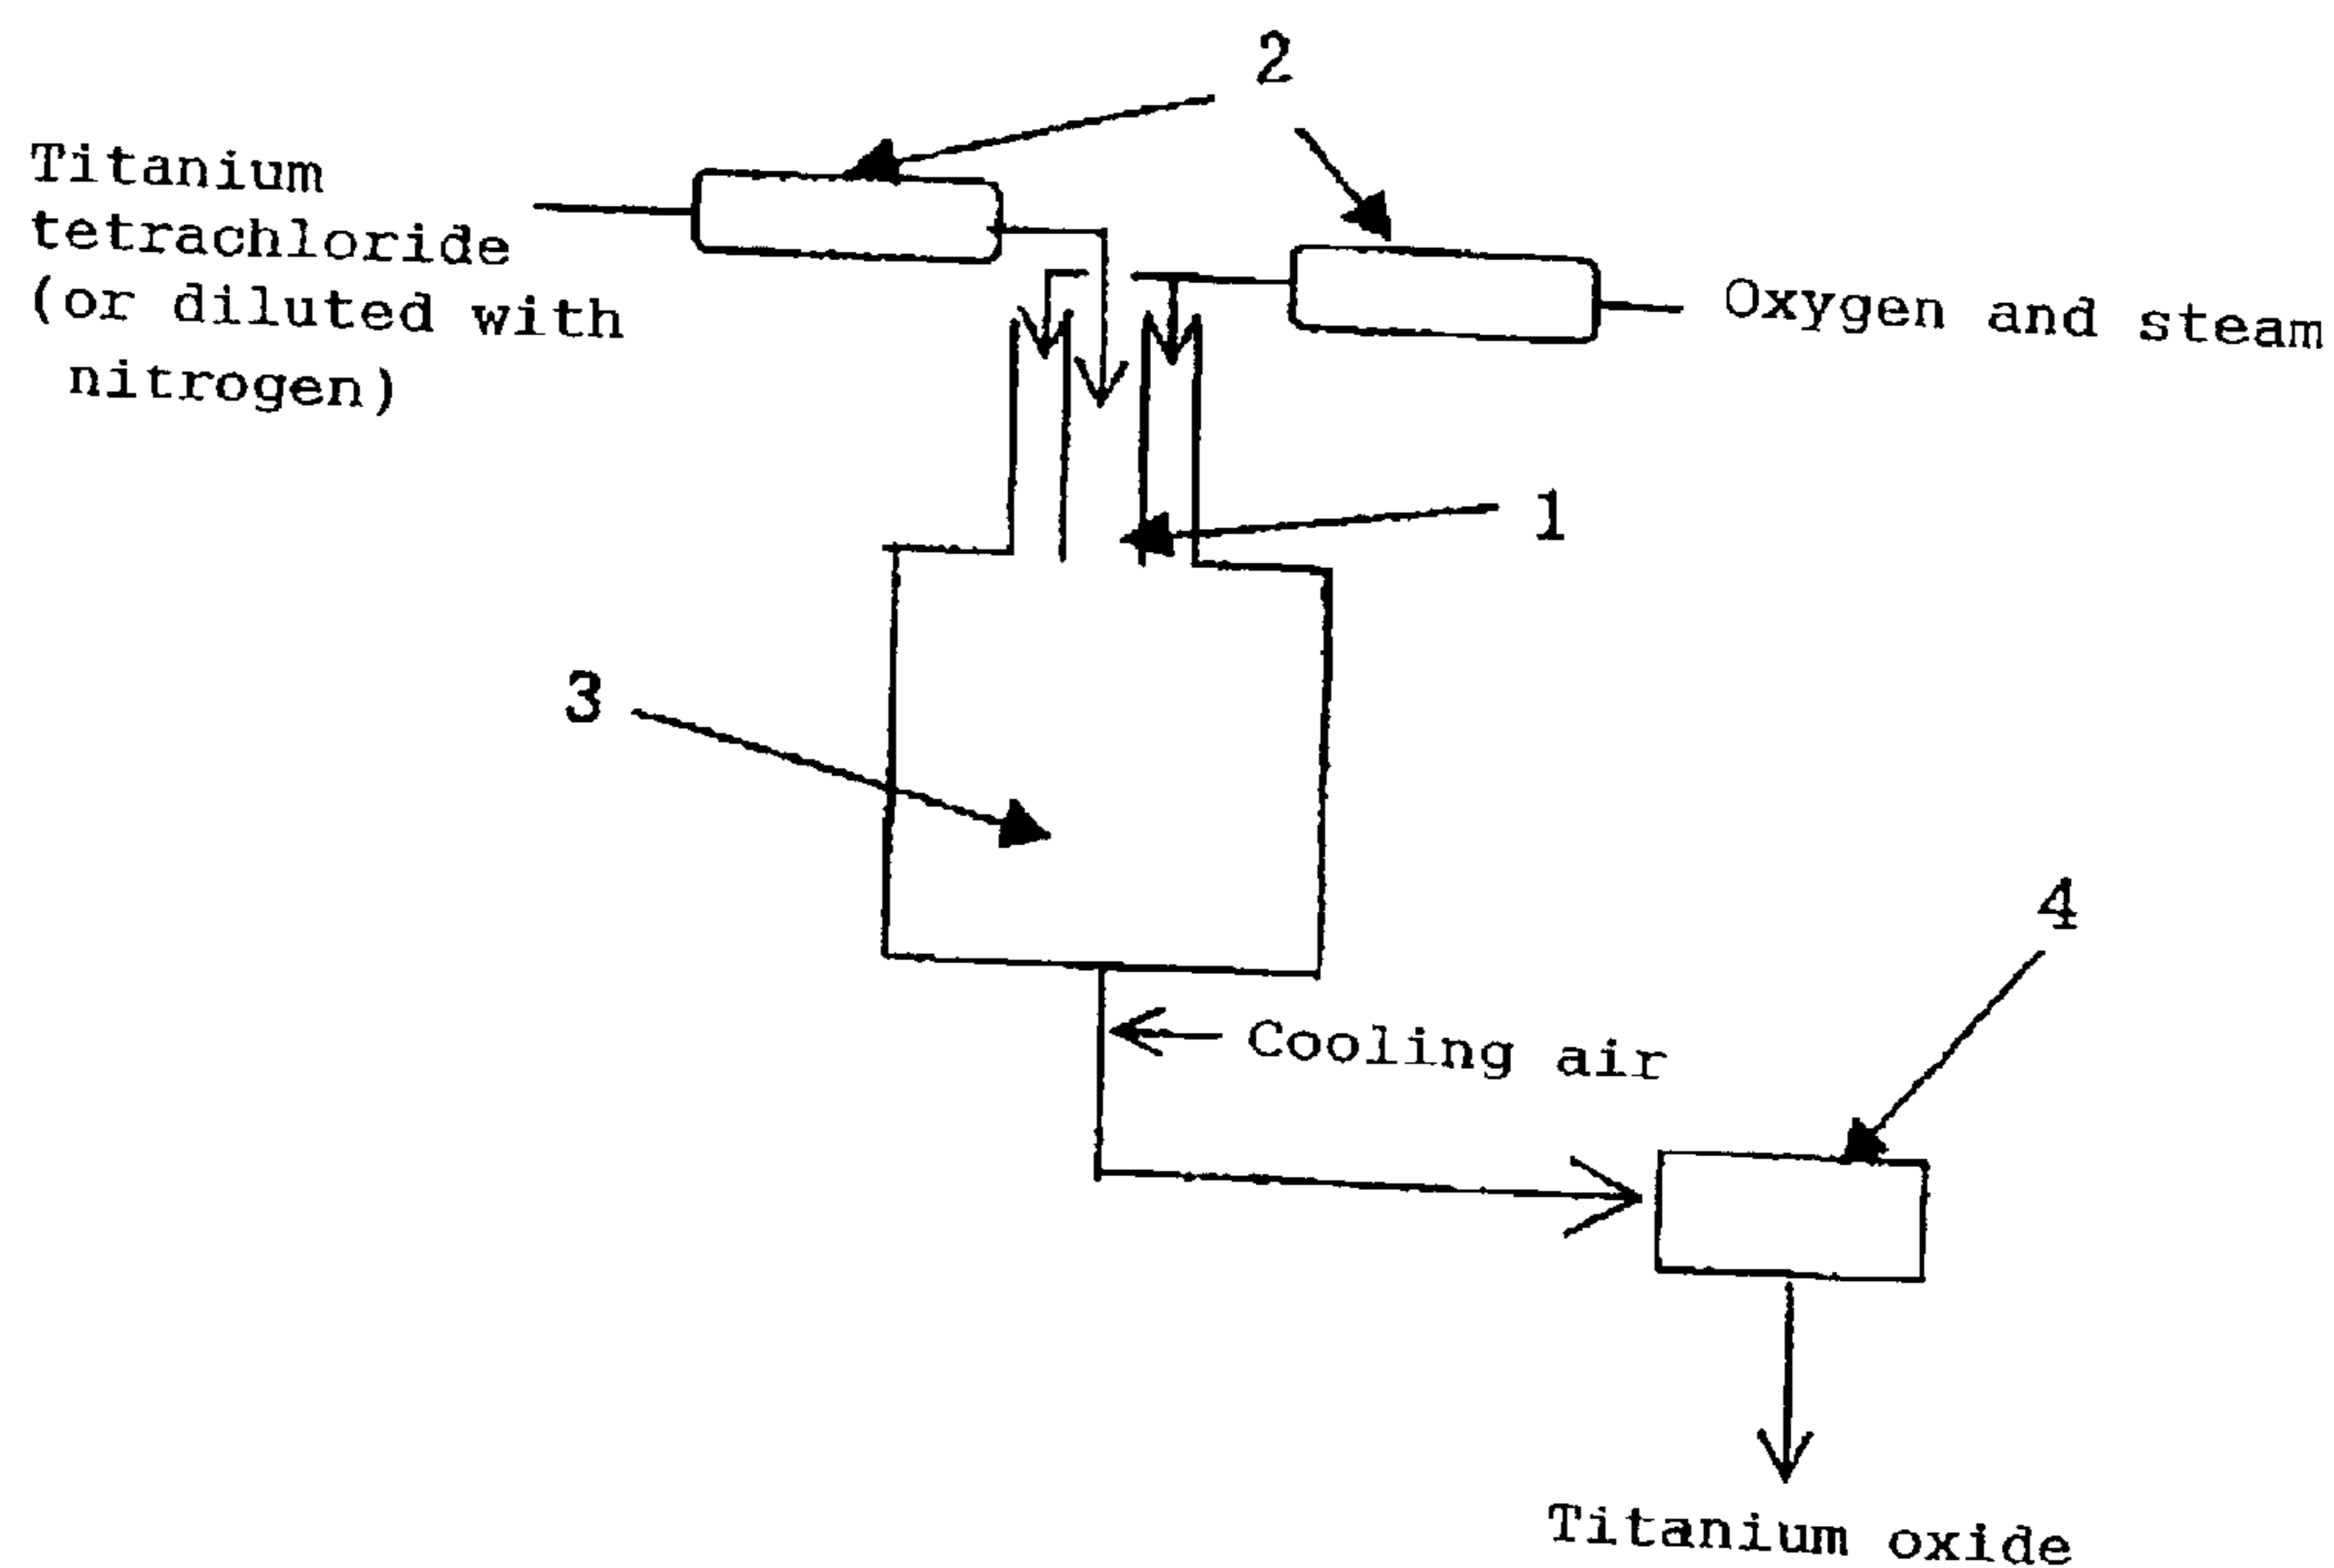 2
Titanium
tetrachloride
(or diluted with
nitrogen)
Oxygen and steam
1
3
4
Cooling air
Titanium oxide